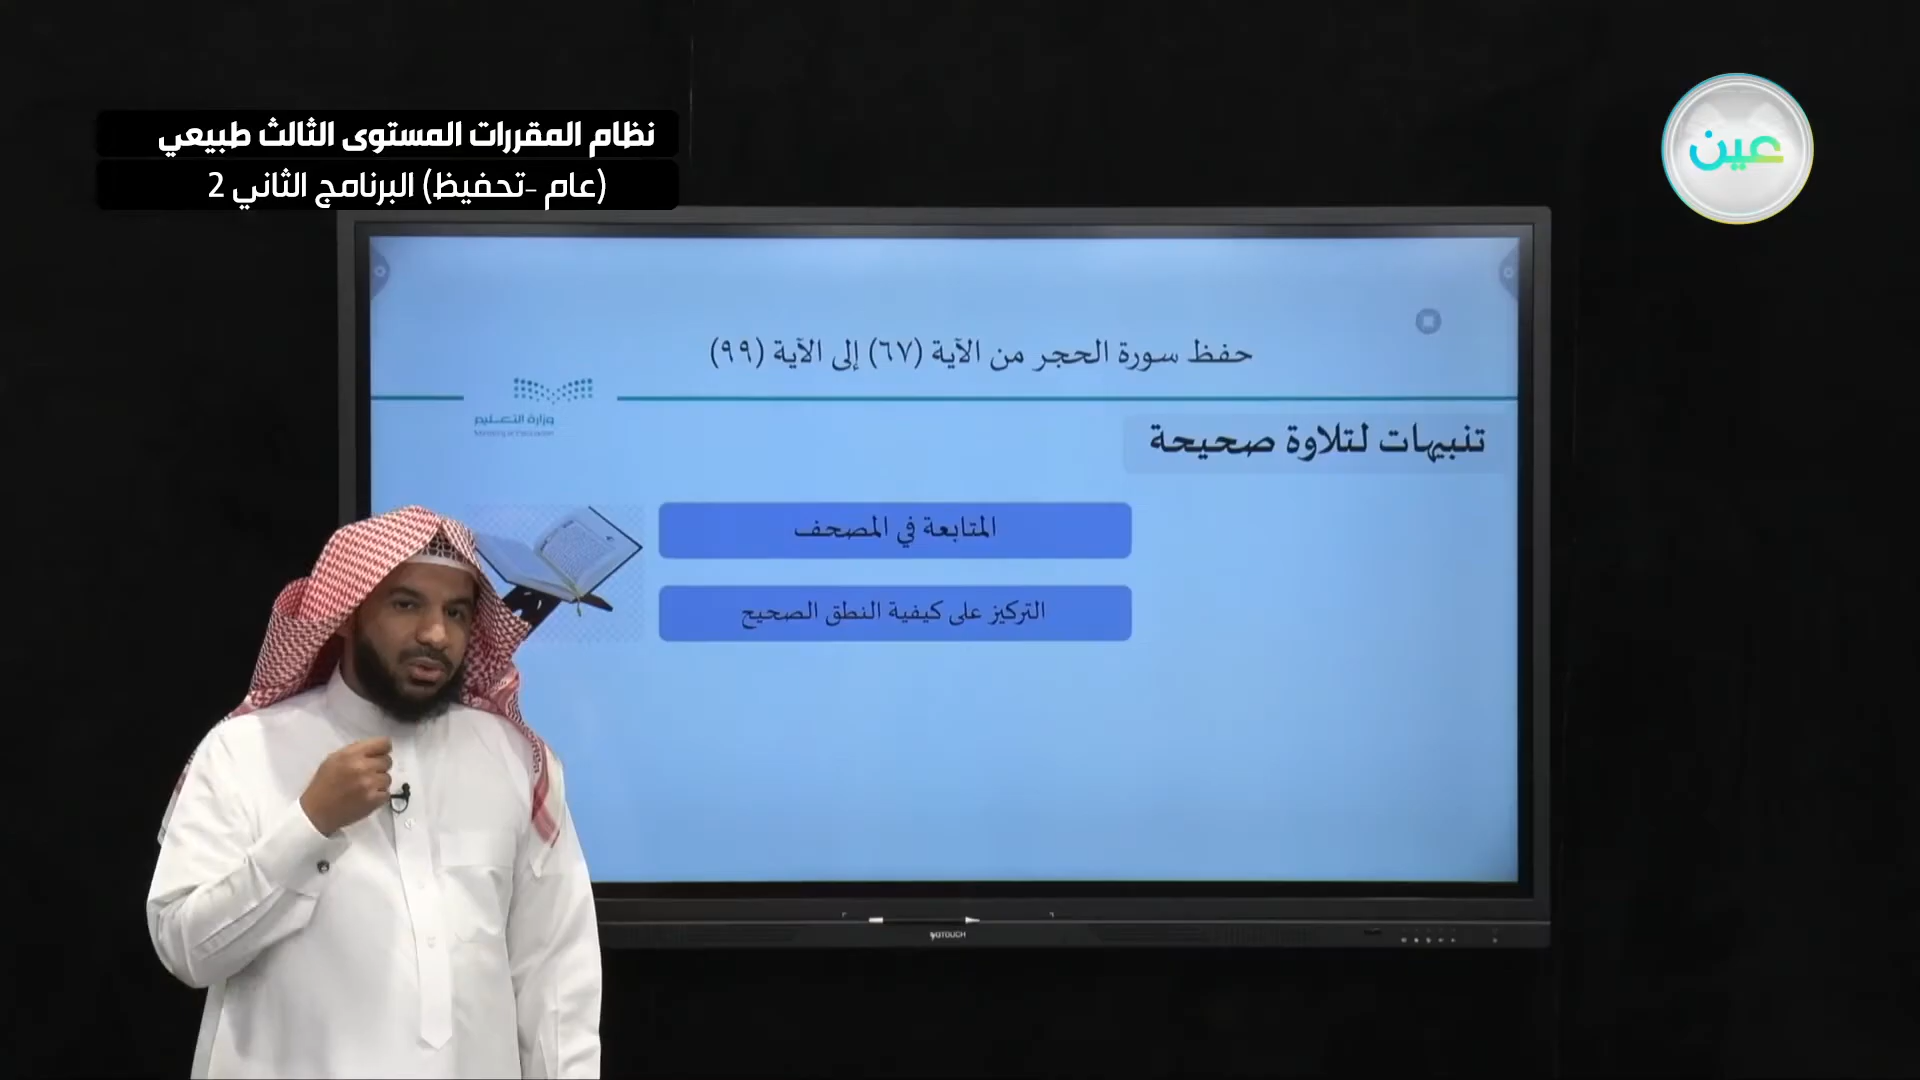 نظام المقررات المستوى الثالث طبيعي
(عام -تحفيظ) البرنامج الثاني 2
عين
حفظ سورة الحجر من الآية (٦٧) إلى الآية (٩٩)
وزارة التعليم
تنبيهات لتلاوة صحيحة
المتابعة في المصحف
التركيز على كيفية النطق الصحيح